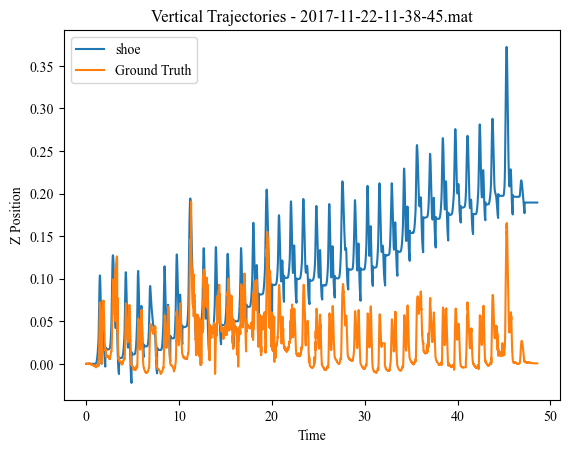 Vertical Trajectories - 2017-11-22-11-38-45.mat
shoe
Ground Truth
0.35
0.30
0.25
0.20
0.15
0.10
0.05
0.00
Z Position
0 10 20 30 40 50
Time